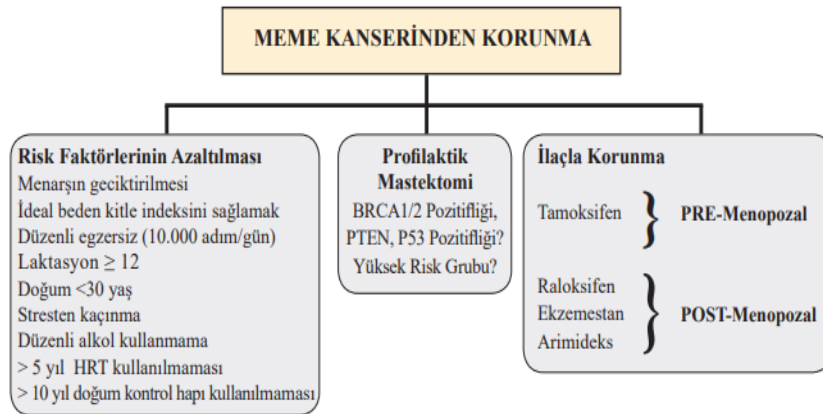 MEME KANSERİNDEN KORUNMA
Risk Faktörlerinin Azaltılması
Menarşın geciktirilmesi
İdeal beden kitle indeksini sağlamak
Düzenli egzersiz (10.000 adım/gün)
Laktasyon ≥ 12
Doğum <30 yaş
Stresten kaçınma
Düzenli alkol kullanmama
> 5 yıl HRT kullanılmaması
> 10 yıl doğum kontrol hapı kullanılmaması
Profilaktik
Mastektomi
BRCA1/2 Pozitifliği,
PTEN, P53 Pozitifliği?
Yüksek Risk Grubu?
İlaçla Korunma
Tamoksifen } PRE-Menopozal
Raloksifen
Ekzemestan } POST-Menopozal
Arimideks